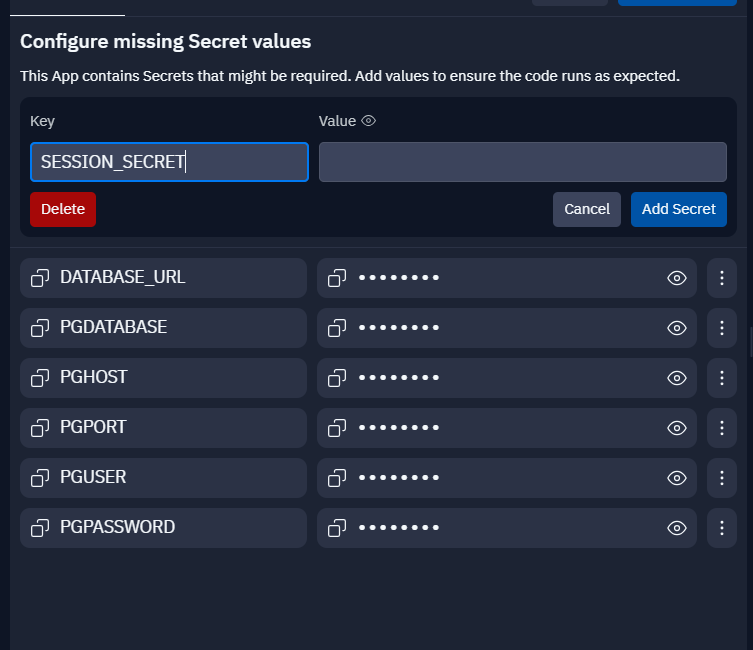 Configure missing Secret values
This App contains Secrets that might be required. Add values to ensure the code runs as expected.
Key Value
SESSION_SECRET
Delete Cancel Add Secret
DATABASE_URL ••••••••
PGDATABASE ••••••••
PGHOST ••••••••
PGPORT ••••••••
PGUSER ••••••••
PGPASSWORD ••••••••